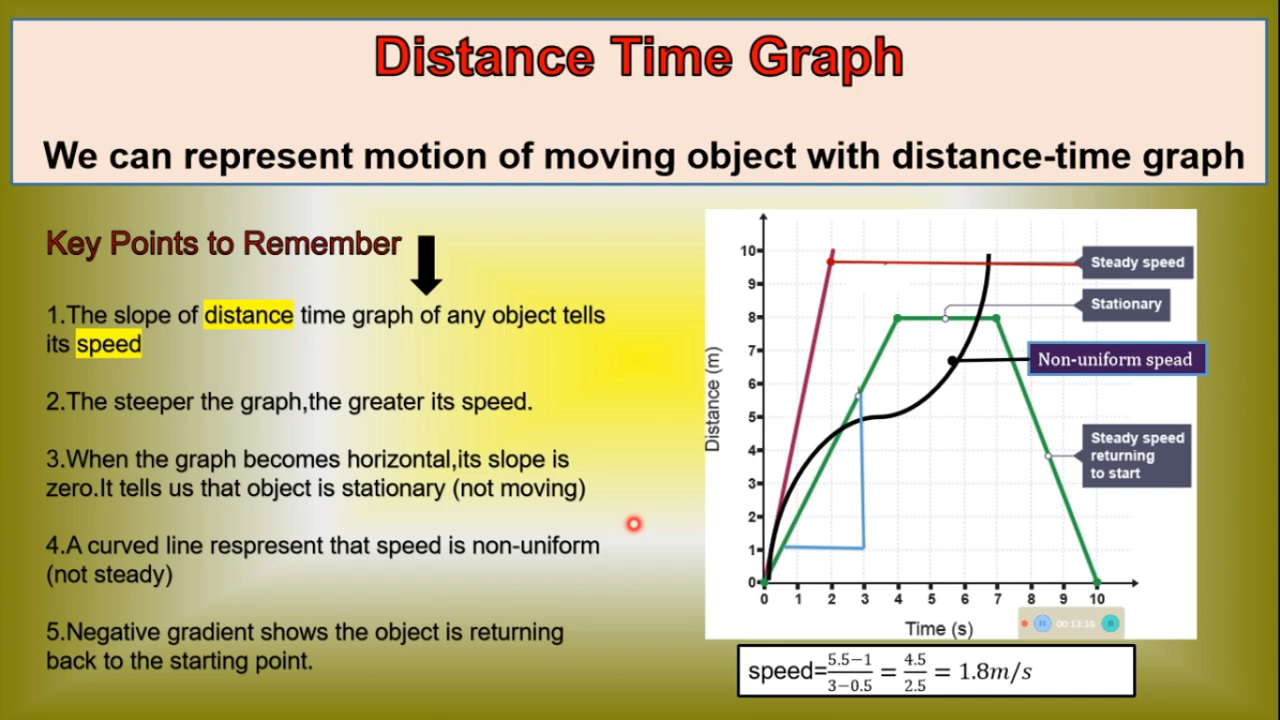 Distance Time Graph
We can represent motion of moving object with distance-time graph
Key Points to Remember
1.The slope of distance time graph of any object tells
its speed
2.The steeper the graph,the greater its speed.
3.When the graph becomes horizontal,its slope is
zero.It tells us that object is stationary (not moving)
4.A curved line respresent that speed is non-uniform
(not steady)
5.Negative gradient shows the object is returning
back to the starting point.
Distance (m)
10
9
8
7
6
5
4
3
2
1
0
0 1 2 3 4 5 6 7 8 9 10
Time (s)
Steady speed
Stationary
Non-uniform spead
Steady speed
returning
to start
00:13:38
speed=\frac{5.5−1}{3−0.5} = \frac{4.5}{2.5} = 1.8m/s